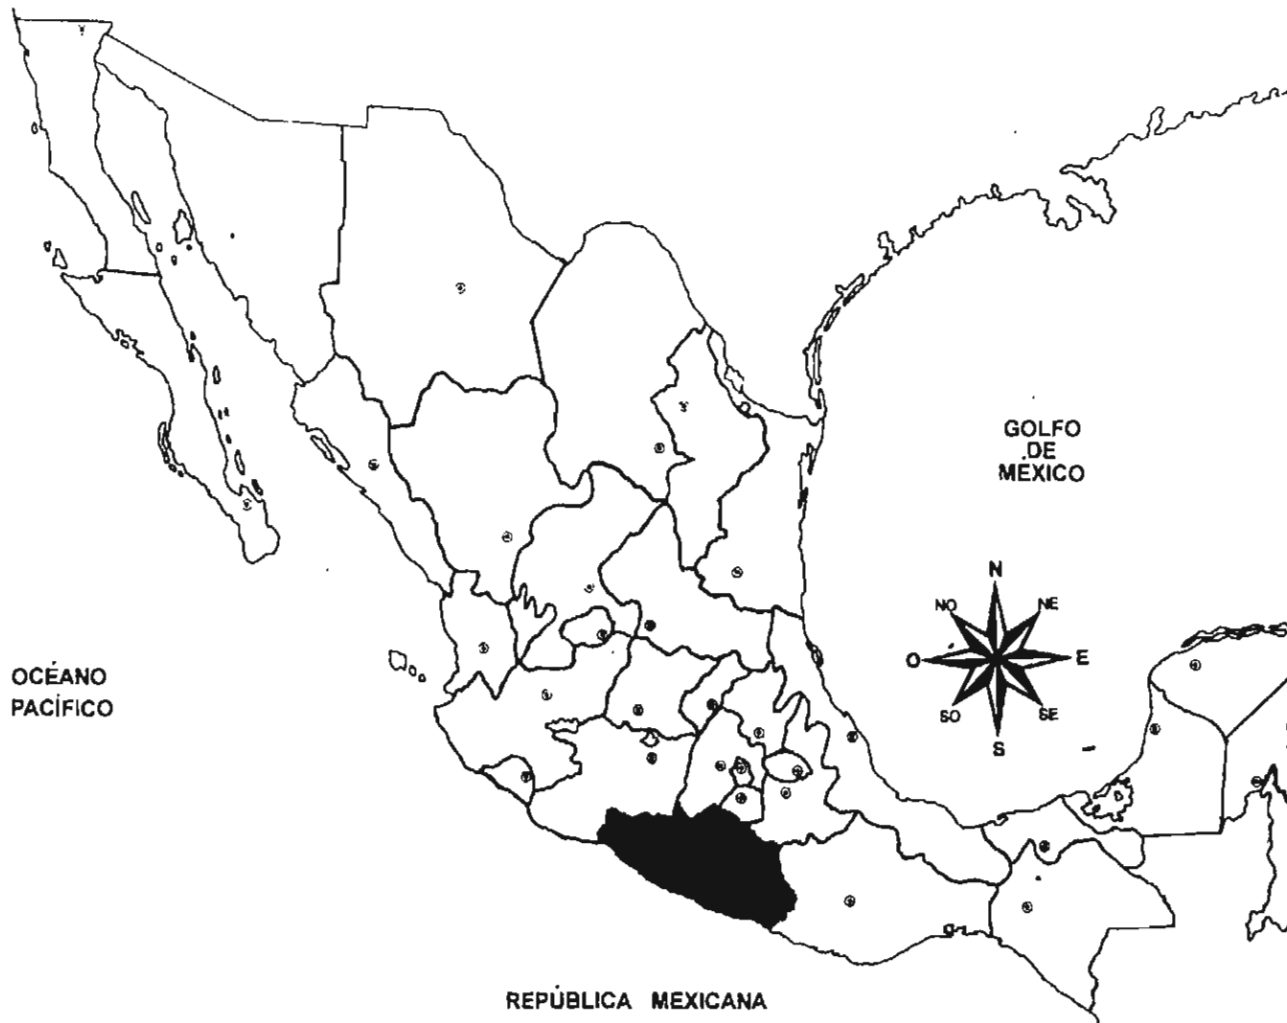 GOLFO
DE
MÉXICO
N
NO
NE
O
E
SO
SE
S
OCÉANO
PACÍFICO
REPÚBLICA MEXICANA